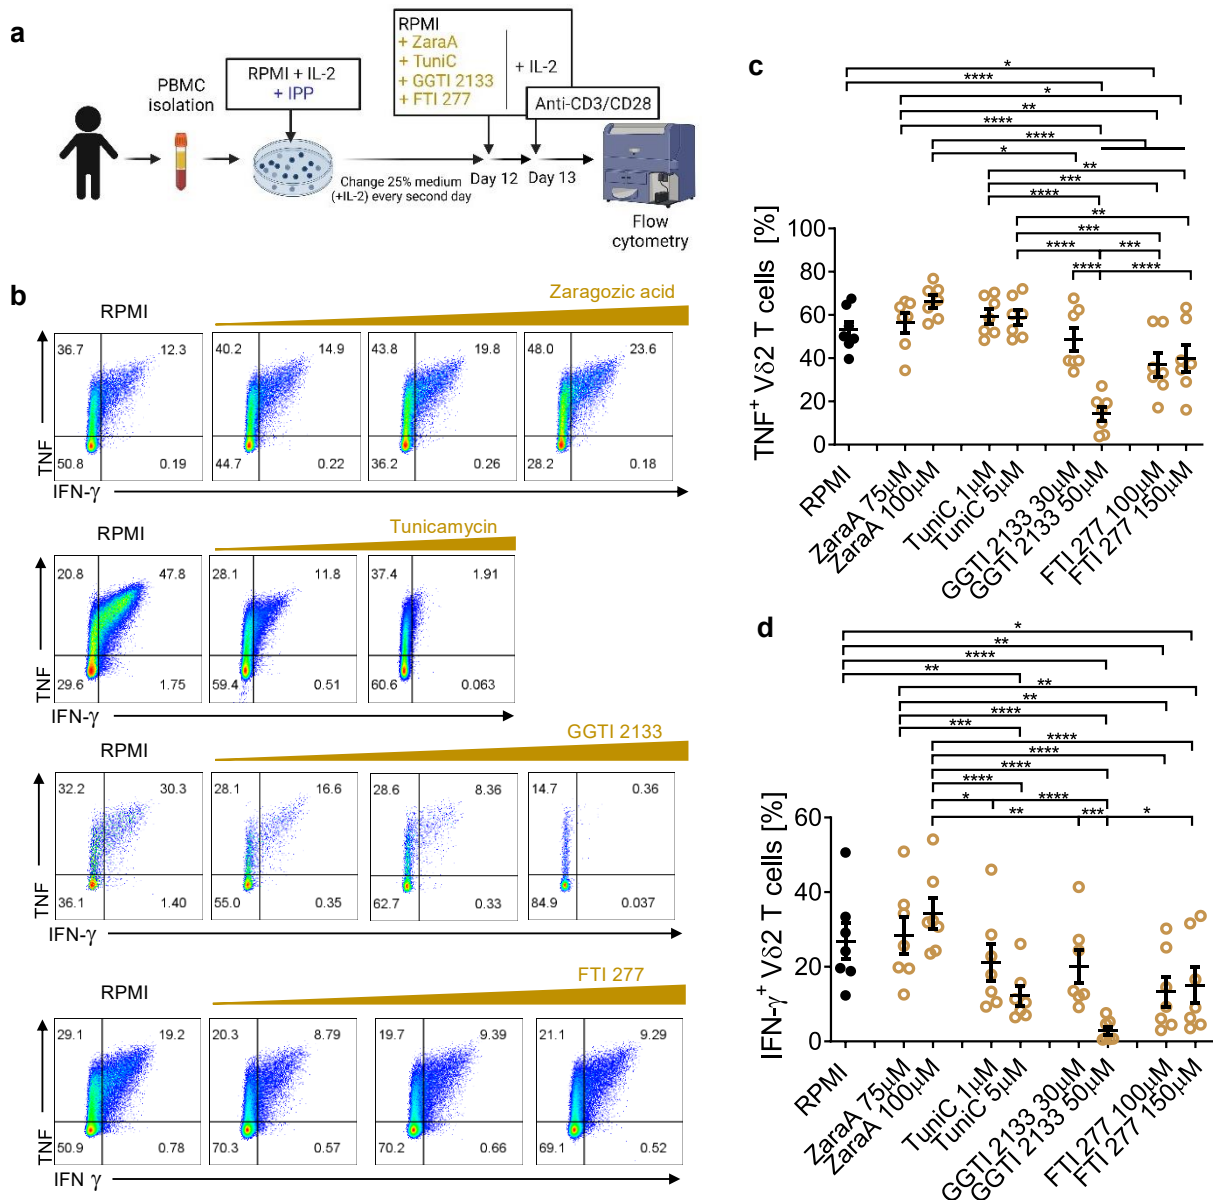 a
PBMC
isolation
RPMI + IL-2
+ IPP
RPMI
+ ZaraA
+ TuniC
+ GGTI 2133
+ FTI 277
+ IL-2
Anti-CD3/CD28
Change 25% medium
(+IL-2) every second day
Day 12
Day 13
Flow
cytometry
b
RPMI
Zaragozic acid
36.7 12.3
50.8 0.19
40.2 14.9
44.7 0.22
43.8 19.8
36.2 0.26
48.0 23.6
28.2 0.18
TNF
IFN-γ
RPMI
Tunicamycin
20.8 47.8
29.6 1.75
28.1 11.8
59.4 0.51
37.4 1.91
60.6 0.063
TNF
IFN-γ
RPMI
GGTI 2133
32.2 30.3
36.1 1.40
28.1 16.6
55.0 0.35
28.6 8.36
62.7 0.33
14.7 0.36
84.9 0.037
TNF
IFN-γ
RPMI
FTI 277
29.1 19.2
50.9 0.78
20.3 8.79
70.3 0.57
19.7 9.39
70.2 0.66
21.1 9.29
69.1 0.52
TNF
IFN γ
c
*
****
*
**
****
****
*
**
***
****
**
***
**** ***
**** ****
TNF+ Vδ2 T cells [%]
100
80
60
40
20
0
RPMI
ZaraA 75µM
ZaraA 100µM
TuniC 1µM
TuniC 5µM
GGTI 2133 30µM
GGTI 2133 50µM
FTI 277 100µM
FTI 277 150µM
d
*
**
****
**
**
**
****
***
****
****
****
****
* ****
** *** *
IFN-γ+ Vδ2 T cells [%]
60
40
20
0
RPMI
ZaraA 75µM
ZaraA 100µM
TuniC 1µM
TuniC 5µM
GGTI 2133 30µM
GGTI 2133 50µM
FTI 277 100µM
FTI 277 150µM